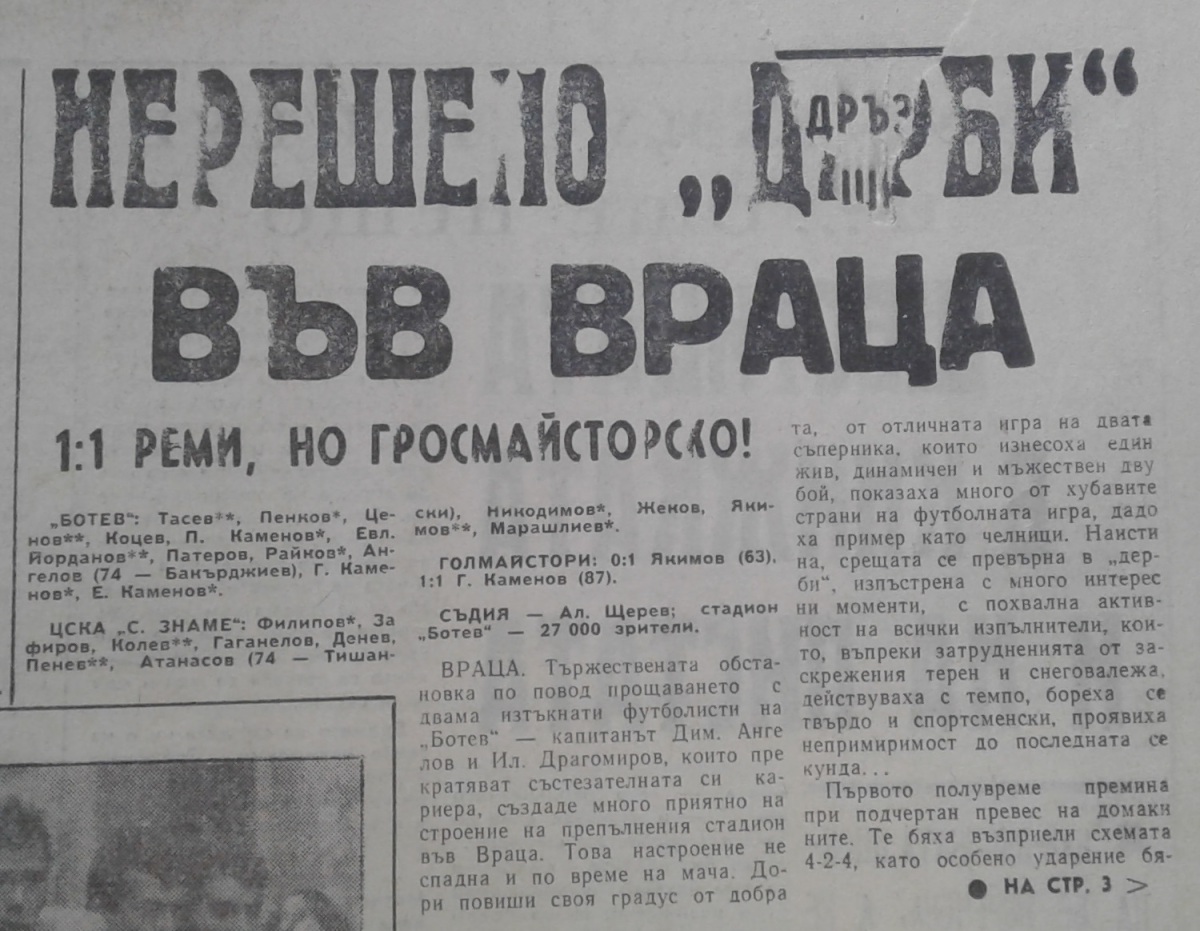 НЕРЕШЕНО „ДЕРБИ“
ВЪВ ВРАЦА
1:1 РЕМИ, НО ГРОСМАЙСТОРСКО!
„БОТЕВ“: Тасев**, Пенков*, Це-
нов**, Коцев, П. Каменов*, Евл.
Йорданов**, Патеров, Райков*, Ан-
гелов (74 — Бакърджиев), Г. Каме-
нов*, Е. Каменов*.
ЦСКА „С. ЗНАМЕ“: Филипов*, За
фиров, Колев**, Гаганелов, Денев,
Пенев**, Атанасов (74 — Тишан-
ски), Никодимов*, Жеков, Яки-
мов**, Марашлиев*.
ГОЛМАЙСТОРИ: 0:1 Якимов (63),
1:1 Г. Каменов (87).
СЪДИЯ — Ал. Щерев; стадион
„Ботев“ — 27 000 зрители.
ВРАЦА. Тържествената обста-
новка по повод прощаването с
двама изтъкнати футболисти на
„Ботев“ — капитанът Дим. Анге
лов и Ил. Драгомиров, които пре
кратяват състезателната си ка-
риера, създаде много приятно на
строение на препълнения стадион
във Враца. Това настроение не
спадна и по време на мача. До-
ри повиши своя градус от добра
та, от отличната игра на двата
съперника, които изнесоха един
жив, динамичен и мъжествен дву
бой, показаха много от хубавите
страни на футболната игра, дадо
ха пример като челници. Наисти
на, срещата се превърна в „дер-
би“, изпъстрена с много интерес
ни моменти, с похвална актив-
ност на всички изпълнители, кои-
то, въпреки затрудненията от за-
скрежения терен и снеговалежа,
действуваха с темпо, бореха се
твърдо и спортсменски, проявиха
непримиримост до последната се
кунда...
Първото полувреме премина
при подчертан превес на домаки
ните. Те бяха възприели схемата
4-2-4, като особено ударение бя-
● НА СТР. 3 >